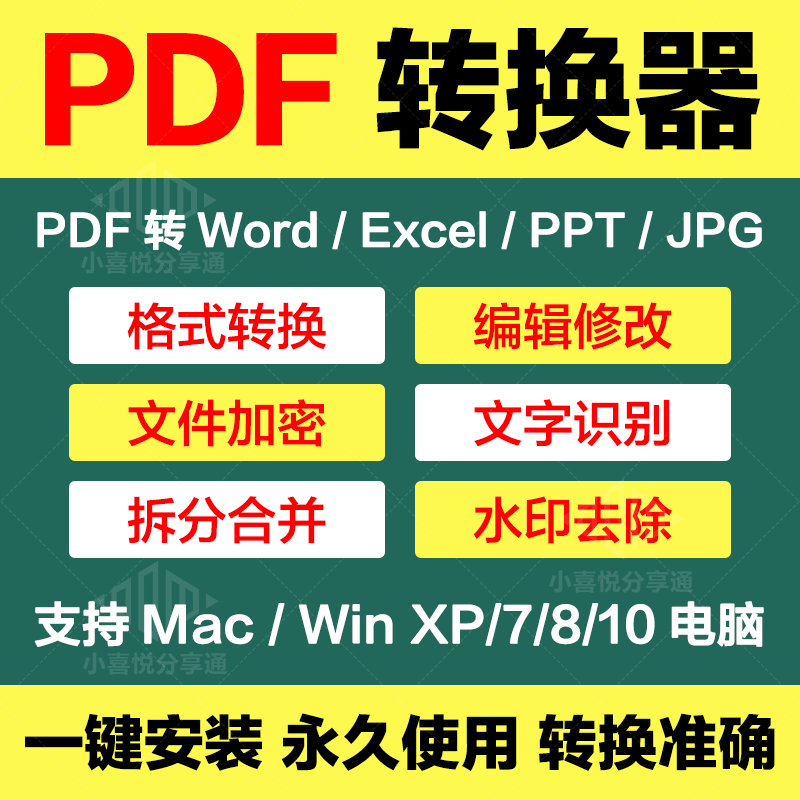 PDF 转换器
PDF 转 Word / Excel / PPT / JPG
小喜悦分享通
格式转换 编辑修改
文件加密 文字识别
拆分合并 水印去除
小喜悦分享通
支持 Mac / Win XP/7/8/10 电脑
小喜悦分享通
一键安装 永久使用 转换准确